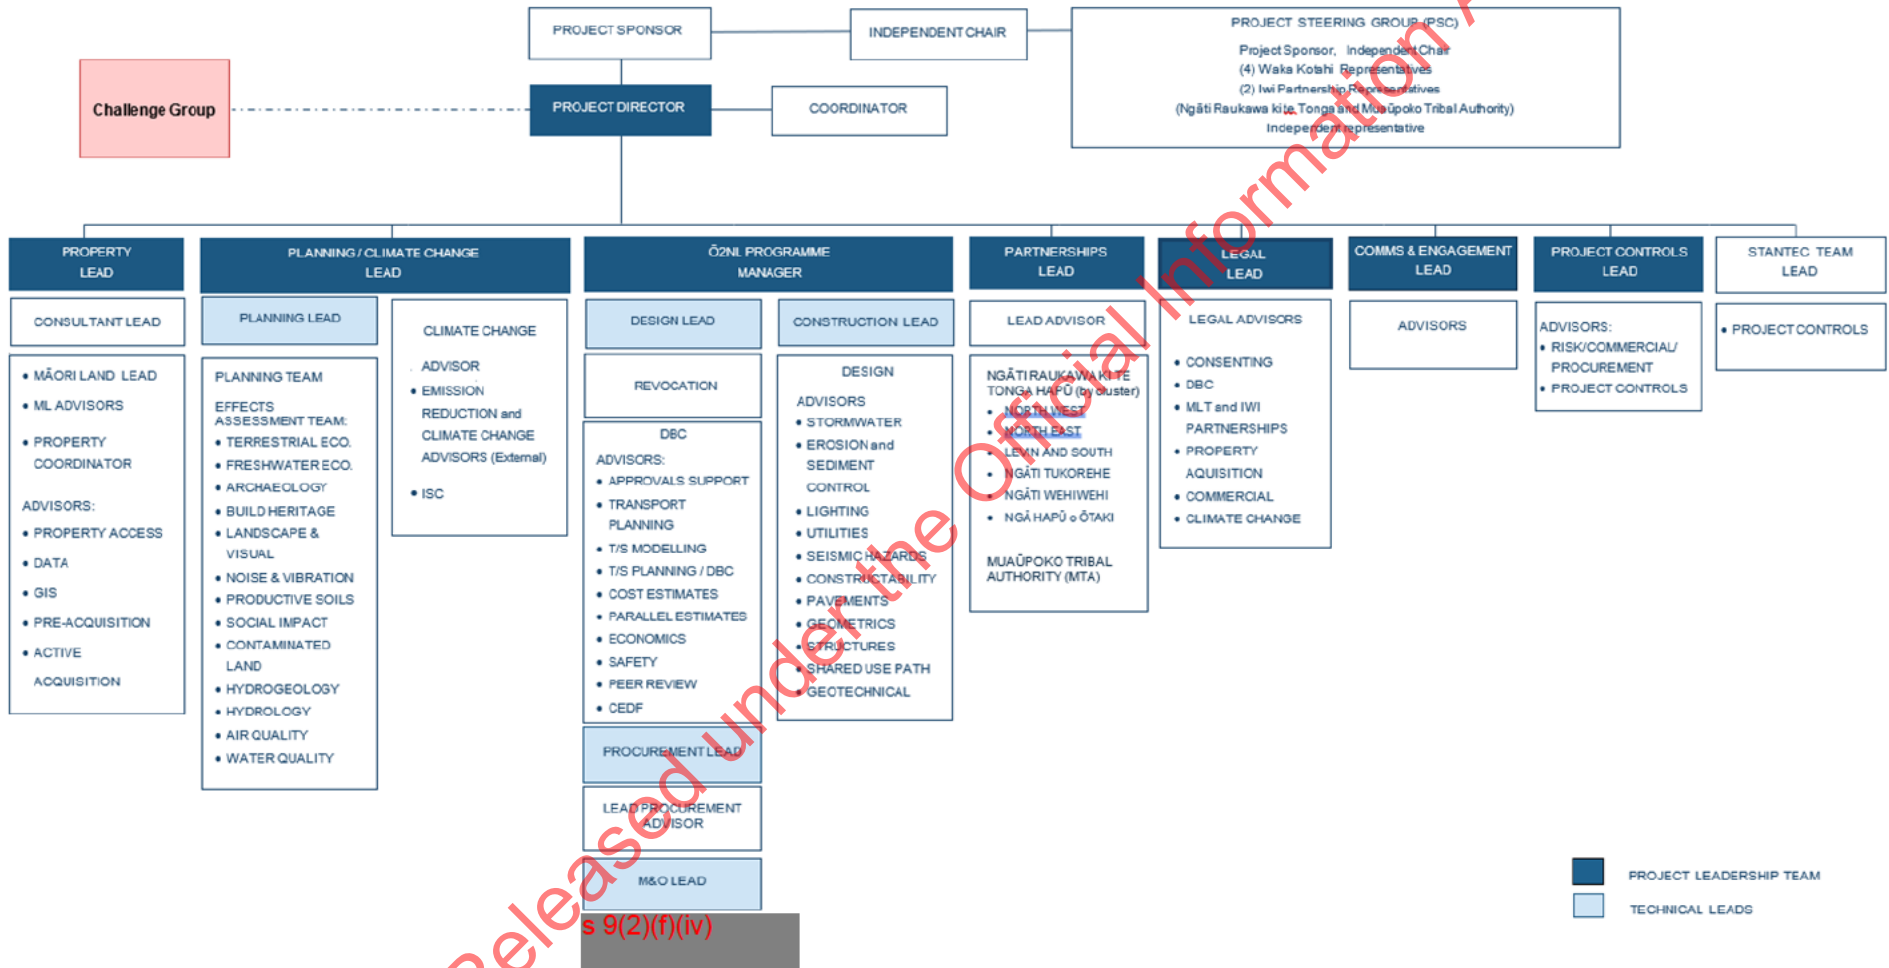 PROJECT SPONSOR
INDEPENDENT CHAIR
PROJECT STEERING GROUP (PSC)
Project Sponsor, Independent Chair
(4) Waka Kotahi Representatives
(2) Iwi Partnership Representatives
(Ngāti Raukawa ki te Tonga and Muaūpoko Tribal Authority)
Independent representative
Challenge Group
PROJECT DIRECTOR
COORDINATOR
PROPERTY
LEAD
CONSULTANT LEAD
• MĀORI LAND LEAD
• ML ADVISORS
• PROPERTY
COORDINATOR
ADVISORS:
• PROPERTY ACCESS
• DATA
• GIS
• PRE-ACQUISITION
• ACTIVE
ACQUISITION
PLANNING / CLIMATE CHANGE
LEAD
PLANNING LEAD
PLANNING TEAM
EFFECTS
ASSESSMENT TEAM:
• TERRESTRIAL ECO.
• FRESHWATER ECO.
• ARCHAEOLOGY
• BUILD HERITAGE
• LANDSCAPE &
VISUAL
• NOISE & VIBRATION
• PRODUCTIVE SOILS
• SOCIAL IMPACT
• CONTAMINATED
LAND
• HYDROGEOLOGY
• HYDROLOGY
• AIR QUALITY
• WATER QUALITY
CLIMATE CHANGE
ADVISOR
• EMISSION
REDUCTION and
CLIMATE CHANGE
ADVISORS (External)
• ISC
Ō2NL PROGRAMME
MANAGER
DESIGN LEAD
REVOCATION
DBC
ADVISORS:
• APPROVALS SUPPORT
• TRANSPORT
PLANNING
• T/S MODELLING
• T/S PLANNING / DBC
• COST ESTIMATES
• PARALLEL ESTIMATES
• ECONOMICS
• SAFETY
• PEER REVIEW
• CEDF
PROCUREMENT LEAD
LEAD PROCUREMENT
ADVISOR
M&O LEAD
s 9(2)(f)(iv)
CONSTRUCTION LEAD
DESIGN
ADVISORS
• STORMWATER
• EROSION and
SEDIMENT
CONTROL
• LIGHTING
• UTILITIES
• SEISMIC HAZARDS
• CONSTRUCTABILITY
• PAVEMENTS
• GEOMETRICS
• STRUCTURES
• SHARED USE PATH
• GEOTECHNICAL
PARTNERSHIPS
LEAD
LEAD ADVISOR
NGĀTI RAUKAWA KI TE
TONGA HAPŪ (by cluster)
• NORTH WEST
• NORTH EAST
• LEVIN AND SOUTH
• NGĀTI TUKOREHE
• NGĀTI WEHIWEHI
• NGĀ HAPŪ o ŌTAKI
MUAŪPOKO TRIBAL
AUTHORITY (MTA)
LEGAL
LEAD
LEGAL ADVISORS
• CONSENTING
• DBC
• MLT and IWI
PARTNERSHIPS
• PROPERTY
AQUISITION
• COMMERCIAL
• CLIMATE CHANGE
COMMS & ENGAGEMENT
LEAD
ADVISORS
PROJECT CONTROLS
LEAD
ADVISORS:
• RISK/COMMERCIAL/
PROCUREMENT
• PROJECT CONTROLS
STANTEC TEAM
LEAD
• PROJECT CONTROLS
PROJECT LEADERSHIP TEAM
TECHNICAL LEADS
Released under the Official Information A